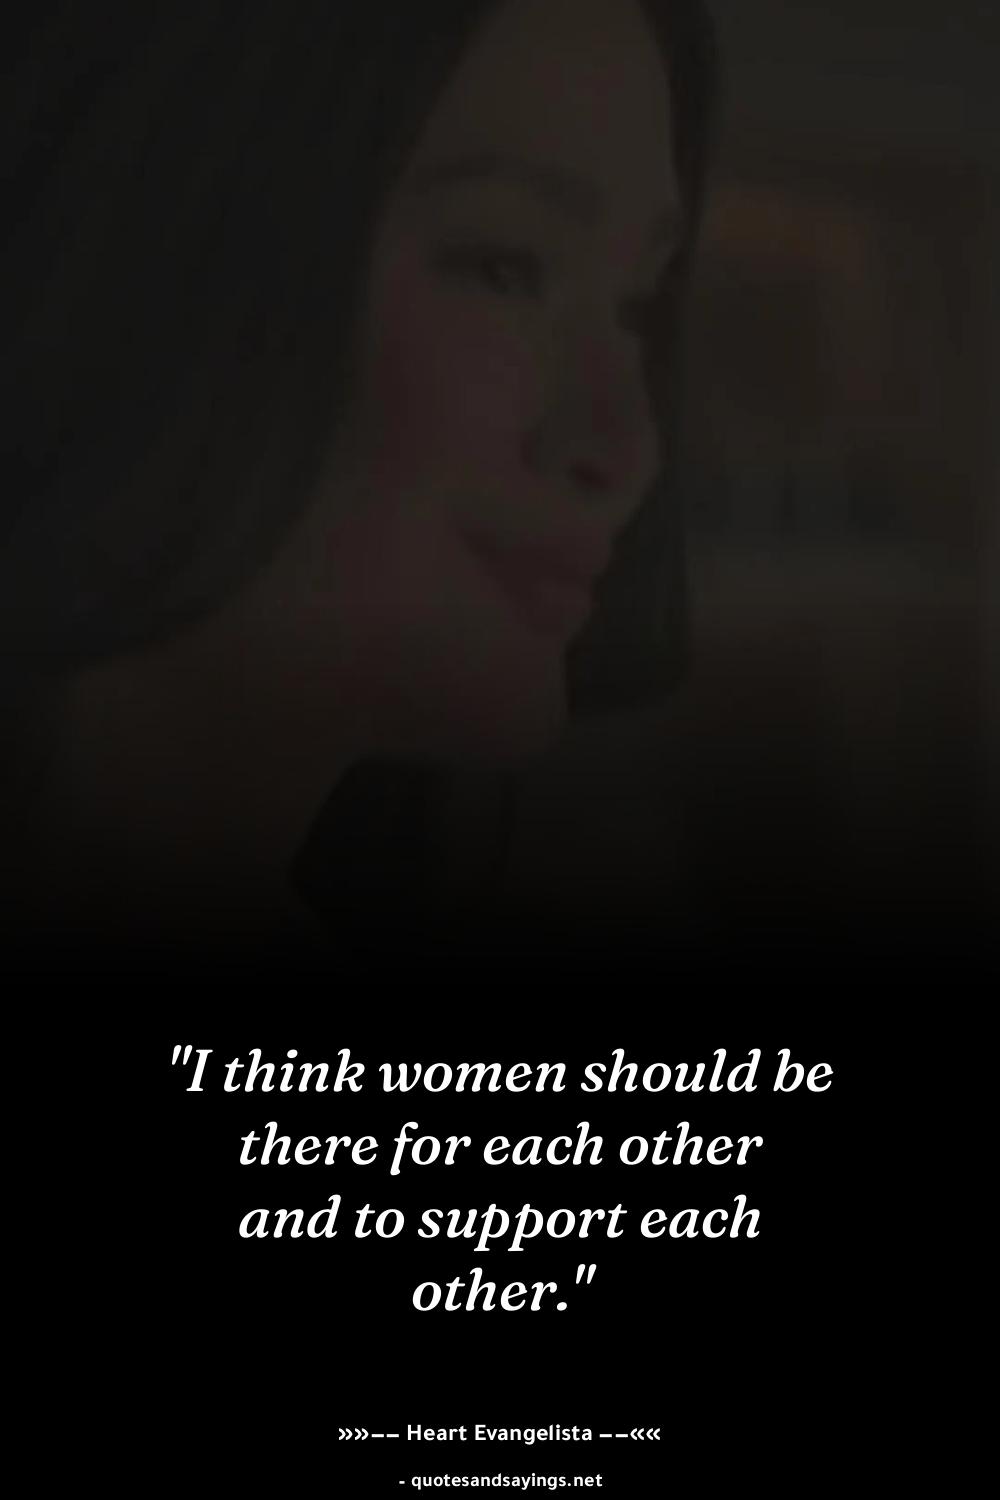 "I think women should be
there for each other
and to support each
other."
»»−− Heart Evangelista −−««
- quotesandsayings.net